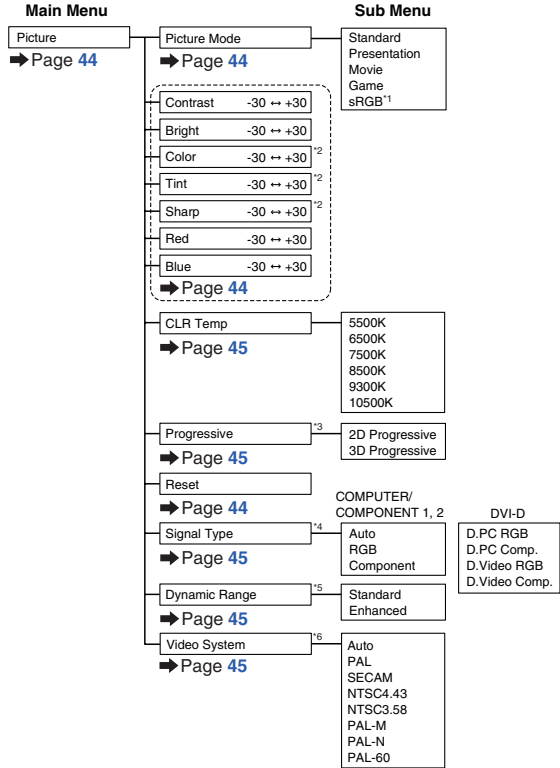 Main Menu
Sub Menu
Picture
➡Page 44
Picture Mode
➡Page 44
Standard
Presentation
Movie
Game
sRGB*1
Contrast -30 ↔ +30
Bright -30 ↔ +30
Color -30 ↔ +30 *2
Tint -30 ↔ +30 *2
Sharp -30 ↔ +30 *2
Red -30 ↔ +30
Blue -30 ↔ +30
➡Page 44
CLR Temp
➡Page 45
5500K
6500K
7500K
8500K
9300K
10500K
Progressive *3
➡Page 45
2D Progressive
3D Progressive
Reset
➡Page 44
Signal Type *4
➡Page 45
COMPUTER/
COMPONENT 1, 2
Auto
RGB
Component
DVI-D
D.PC RGB
D.PC Comp.
D.Video RGB
D.Video Comp.
Dynamic Range *5
➡Page 45
Standard
Enhanced
Video System *6
➡Page 45
Auto
PAL
SECAM
NTSC4.43
NTSC3.58
PAL-M
PAL-N
PAL-60